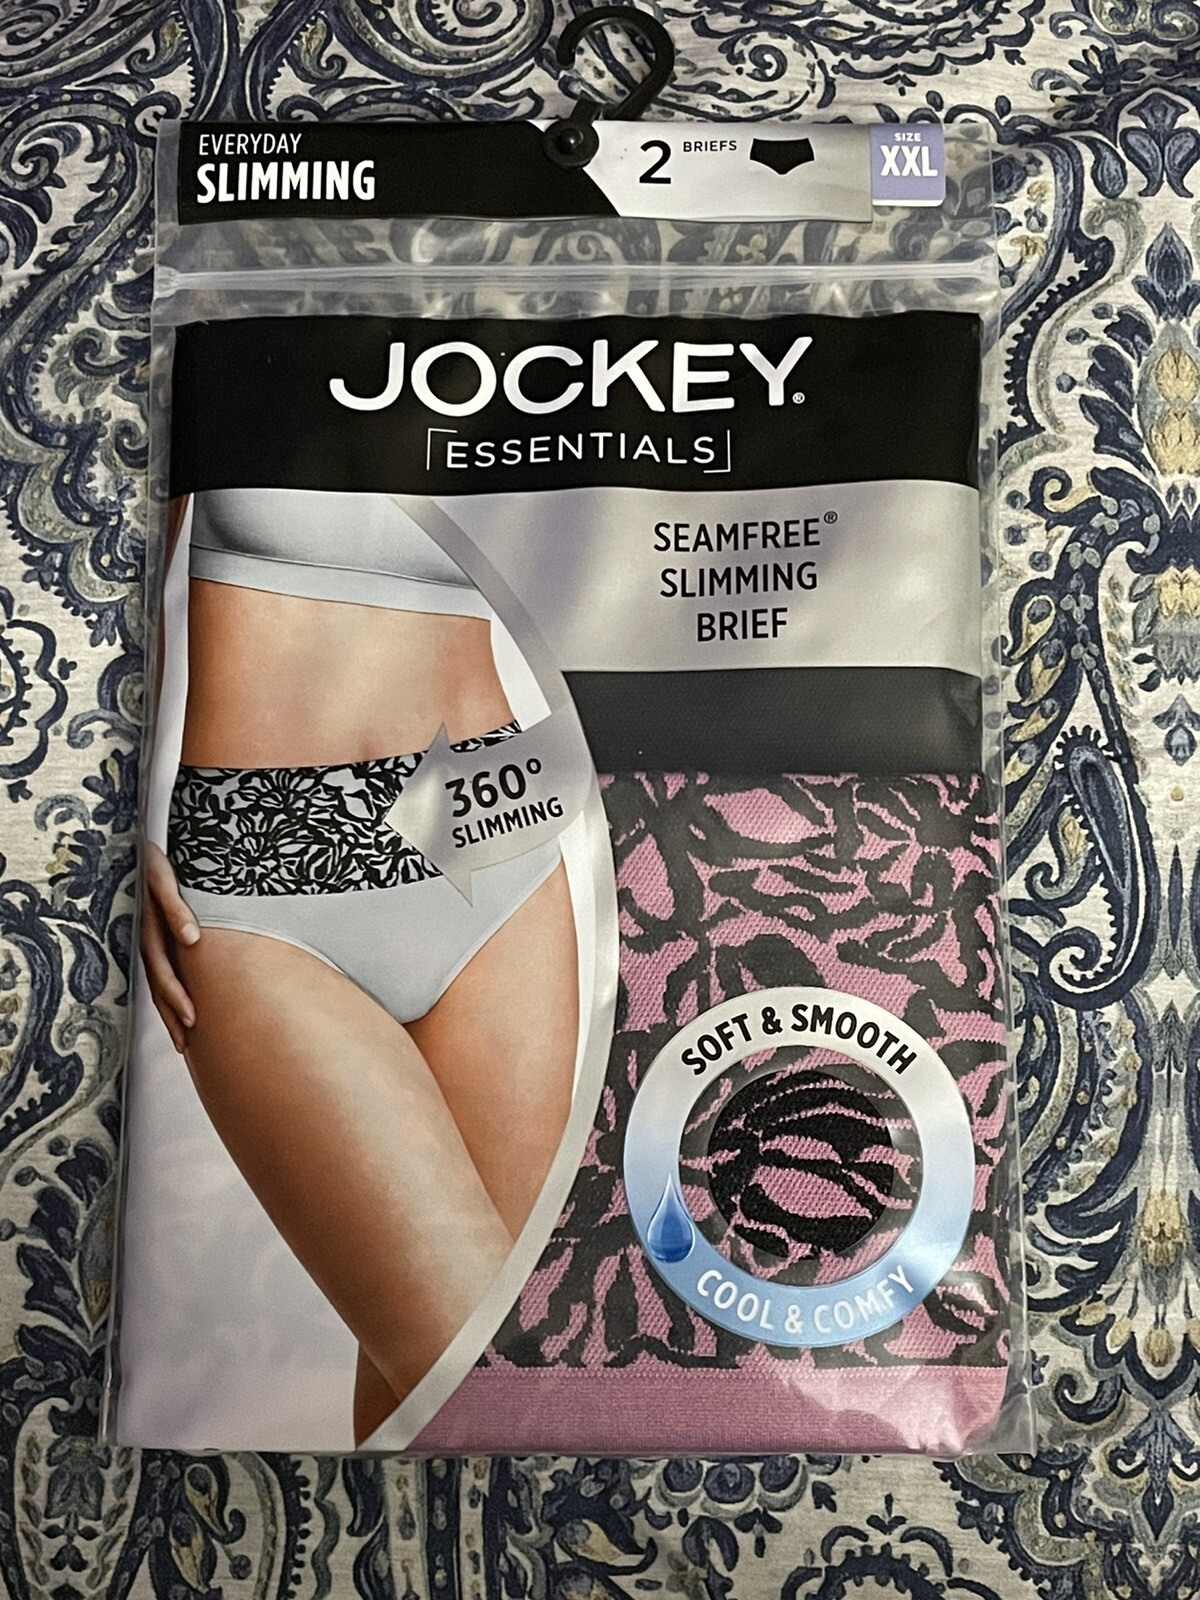 EVERYDAY
SLIMMING
2 BRIEFS
SIZE
XXL
JOCKEY®
ESSENTIALS
SEAMFREE®
SLIMMING
BRIEF
360°
SLIMMING
SOFT & SMOOTH
COOL & COMFY